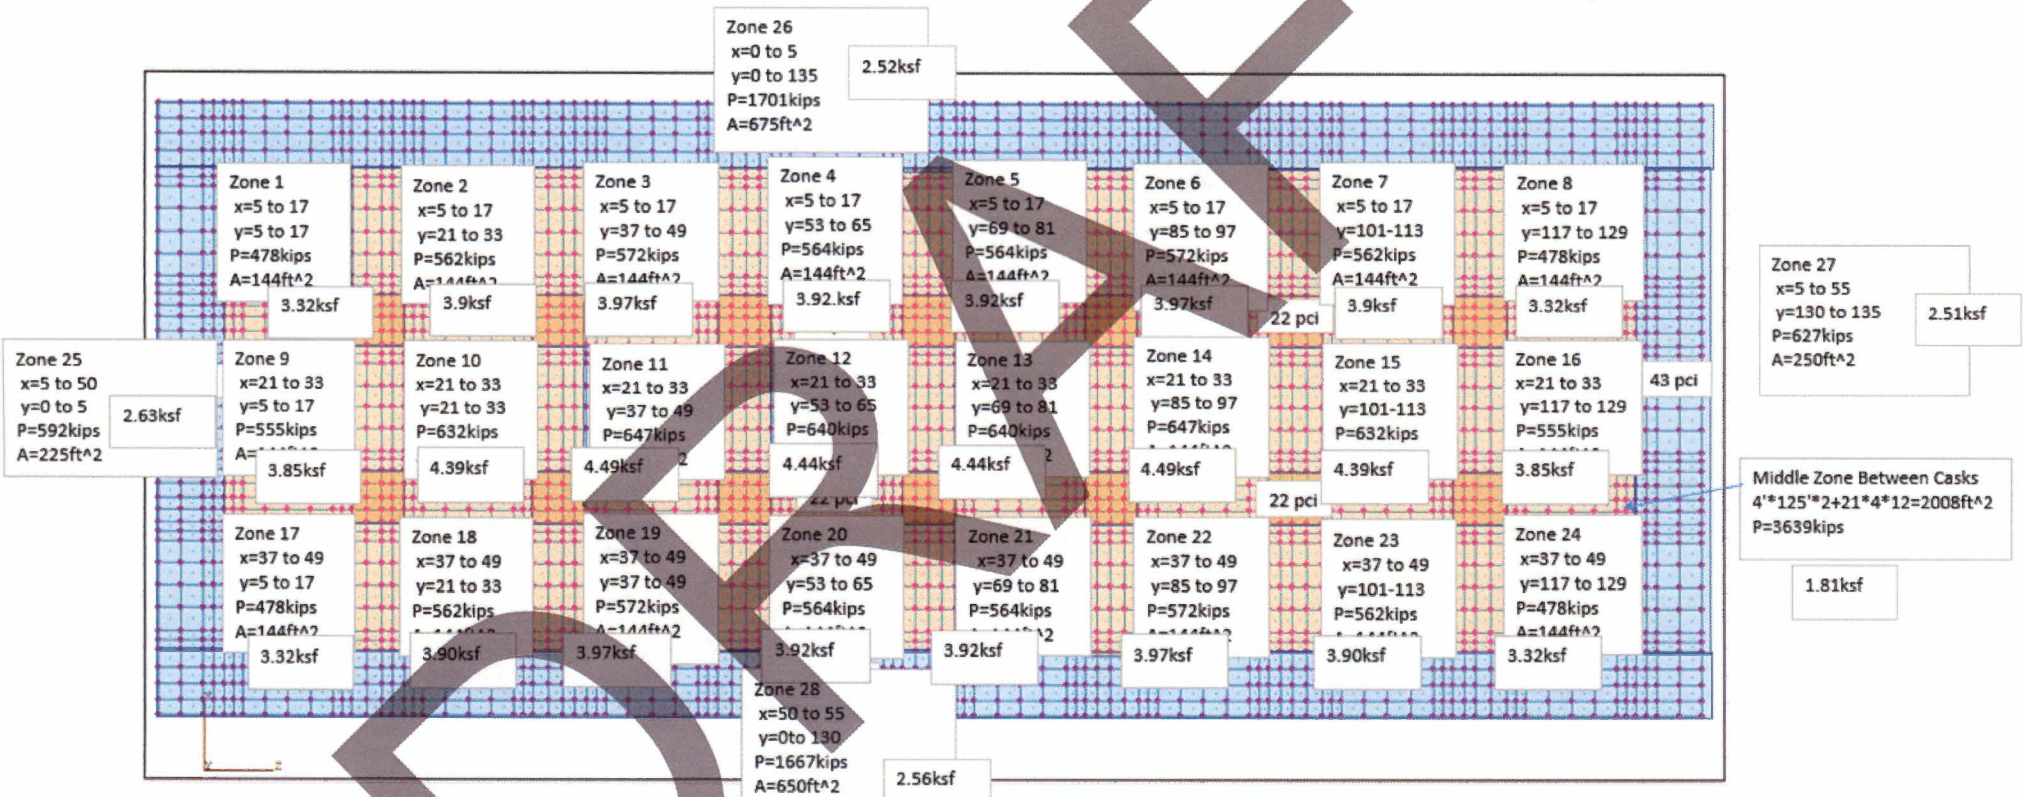 Zone 26
x=0 to 5
y=0 to 135
P=1701kips
A=675ft^2
2.52ksf
Zone 1
x=5 to 17
y=5 to 17
P=478kips
A=144ft^2
3.32ksf
Zone 2
x=5 to 17
y=21 to 33
P=562kips
A=144ft^2
3.9ksf
Zone 3
x=5 to 17
y=37 to 49
P=572kips
A=144ft^2
3.97ksf
Zone 4
x=5 to 17
y=53 to 65
P=564kips
A=144ft^2
3.92.ksf
Zone 5
x=5 to 17
y=69 to 81
P=564kips
A=144ft^2
3.92ksf
Zone 6
x=5 to 17
y=85 to 97
P=572kips
A=144ft^2
3.97ksf
22 pci
Zone 7
x=5 to 17
y=101-113
P=562kips
A=144ft^2
3.9ksf
Zone 8
x=5 to 17
y=117 to 129
P=478kips
A=144ft^2
3.32ksf
Zone 27
x=5 to 55
y=130 to 135
P=627kips
A=250ft^2
2.51ksf
Zone 25
x=5 to 50
y=0 to 5
P=592kips
A=225ft^2
2.63ksf
Zone 9
x=21 to 33
y=5 to 17
P=555kips
3.85ksf
Zone 10
x=21 to 33
y=21 to 33
P=632kips
4.39ksf
Zone 11
x=21 to 33
y=37 to 49
P=647kips
4.49ksf
Zone 12
x=21 to 33
y=53 to 65
P=640kips
4.44ksf
22 pci
Zone 13
x=21 to 33
y=69 to 81
P=640kips
4.44ksf
Zone 14
x=21 to 33
y=85 to 97
P=647kips
4.49ksf
22 pci
Zone 15
x=21 to 33
y=101-113
P=632kips
4.39ksf
Zone 16
x=21 to 33
y=117 to 129
P=555kips
3.85ksf
43 pci
Middle Zone Between Casks
4'*125'*2+21*4*12=2008ft^2
P=3639kips
1.81ksf
Zone 17
x=37 to 49
y=5 to 17
P=478kips
A=144ft^2
3.32ksf
Zone 18
x=37 to 49
y=21 to 33
P=562kips
3.90ksf
Zone 19
x=37 to 49
y=37 to 49
P=572kips
A=144ft^2
3.97ksf
Zone 20
x=37 to 49
y=53 to 65
P=564kips
3.92ksf
Zone 21
x=37 to 49
y=69 to 81
P=564kips
3.92ksf
Zone 22
x=37 to 49
y=85 to 97
P=572kips
A=144ft^2
3.97ksf
Zone 23
x=37 to 49
y=101-113
P=562kips
3.90ksf
Zone 24
x=37 to 49
y=117 to 129
P=478kips
A=144ft^2
3.32ksf
Zone 28
x=50 to 55
y=0to 130
P=1667kips
A=650ft^2
2.56ksf
z
DRAF